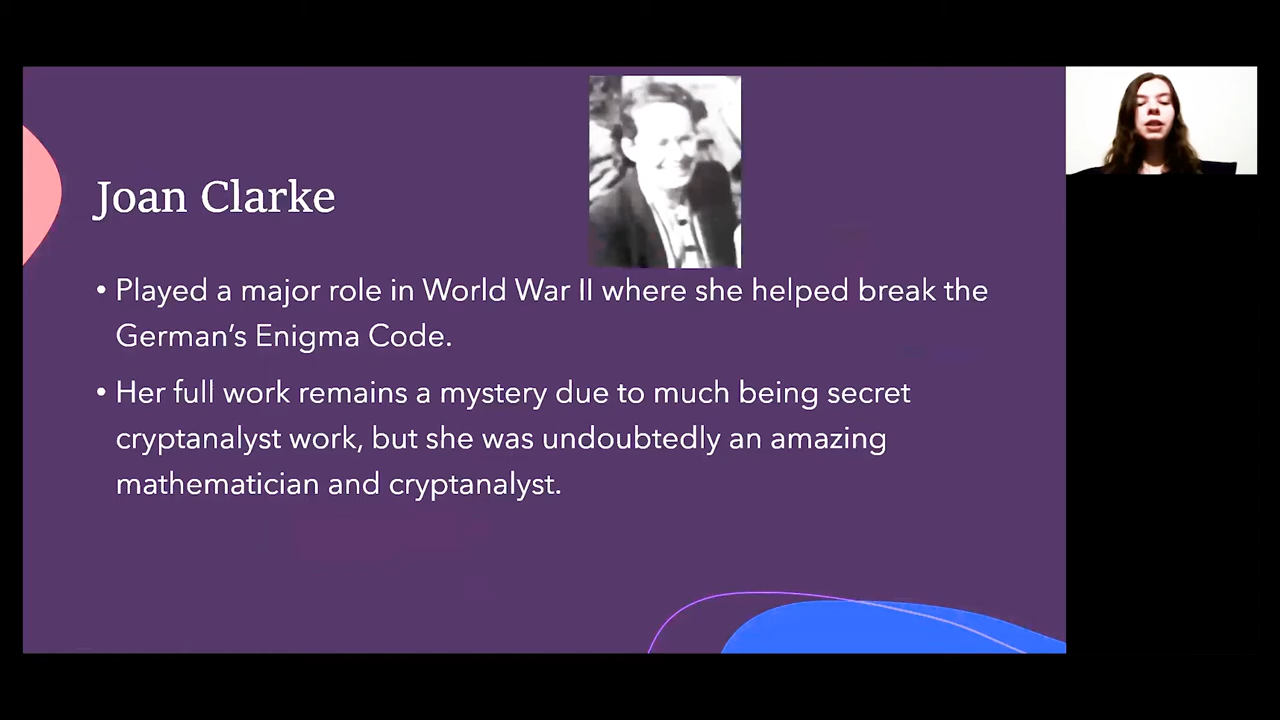 Joan Clarke
• Played a major role in World War II where she helped break the
German’s Enigma Code.
• Her full work remains a mystery due to much being secret
cryptanalyst work, but she was undoubtedly an amazing
mathematician and cryptanalyst.